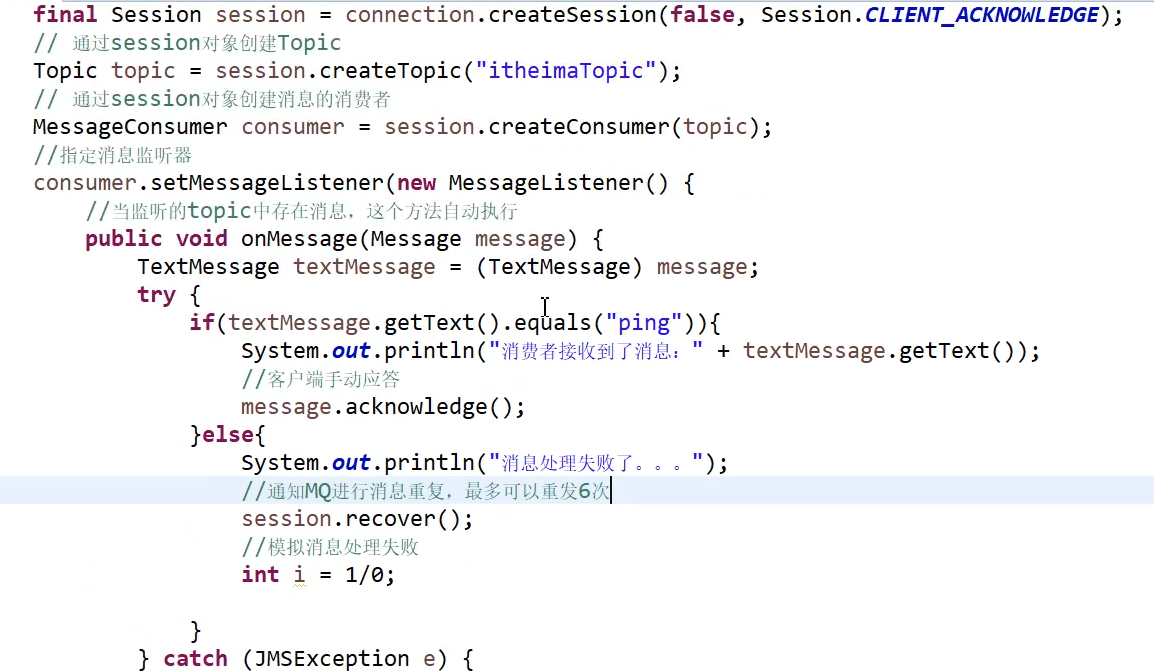 final Session session = connection.createSession(false, Session.CLIENT_ACKNOWLEDGE);
// 通过session对象创建Topic
Topic topic = session.createTopic("itheimaTopic");
// 通过session对象创建消息的消费者
MessageConsumer consumer = session.createConsumer(topic);
//指定消息监听器
consumer.setMessageListener(new MessageListener() {
//当监听的topic中存在消息，这个方法自动执行
public void onMessage(Message message) {
TextMessage textMessage = (TextMessage) message;
try {
if(textMessage.getText().equals("ping")){
System.out.println("消费者接收到了消息：" + textMessage.getText());
//客户端手动应答
message.acknowledge();
}else{
System.out.println("消息处理失败了。。。");
//通知MQ进行消息重复，最多可以重发6次
session.recover();
//模拟消息处理失败
int i = 1/0;
}
} catch (JMSException e) {